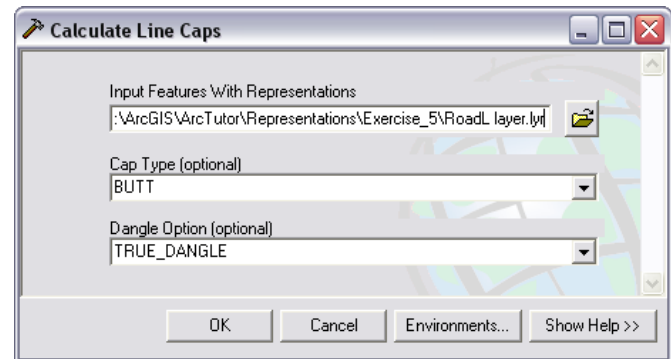 Calculate Line Caps
Input Features With Representations
:\ArcGIS\ArcTutor\Representations\Exercise_5\RoadL layer.lyr
Cap Type (optional)
BUTT
Dangle Option (optional)
TRUE_DANGLE
OK Cancel Environments... Show Help >>